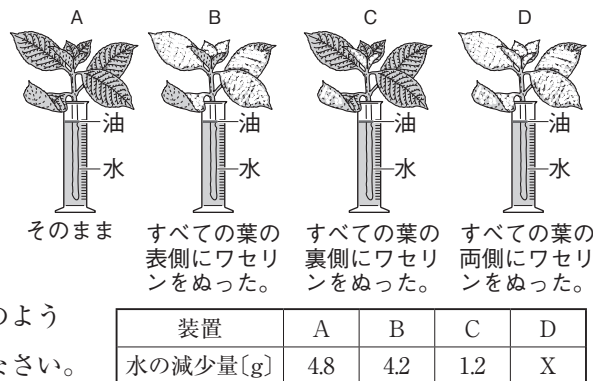 A B C D
油 油 油 油
水 水 水 水
そのまま
すべての葉の
表側にワセリ
ンをぬった。
すべての葉の
裏側にワセリ
ンをぬった。
すべての葉の
両側にワセリ
ンをぬった。
のよう
なさい。
装置 A B C D
水の減少量〔g〕 4.8 4.2 1.2 X